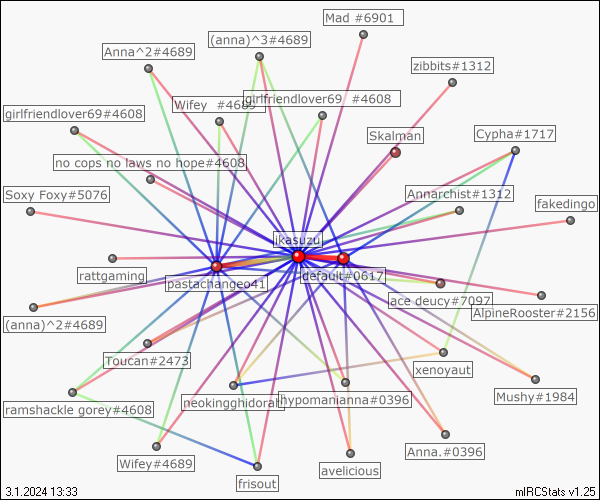 Mad #6901
(anna)^3#4689
Anna^2#4689
zibbits#1312
Wifey #4689
girlfriendlover69 #4608
girlfriendlover69#4608
Skalman
Cypha#1717
no cops no laws no hope#4608
Soxy Foxy#5076
Annarchist#1312
fakedingo
ikasuzu
rattgaming
pastachangeo41
default#0617
ace deucy#7097
AlpineRooster#2156
(anna)^2#4689
Toucan#2473
xenoyaut
Mushy#1984
ramshackle gorey#4608
neokingghidorah
hypomanianna#0396
Anna.#0396
Wifey#4689
avelicious
frisout
3.1.2024 13:33
mIRCStats v1.25